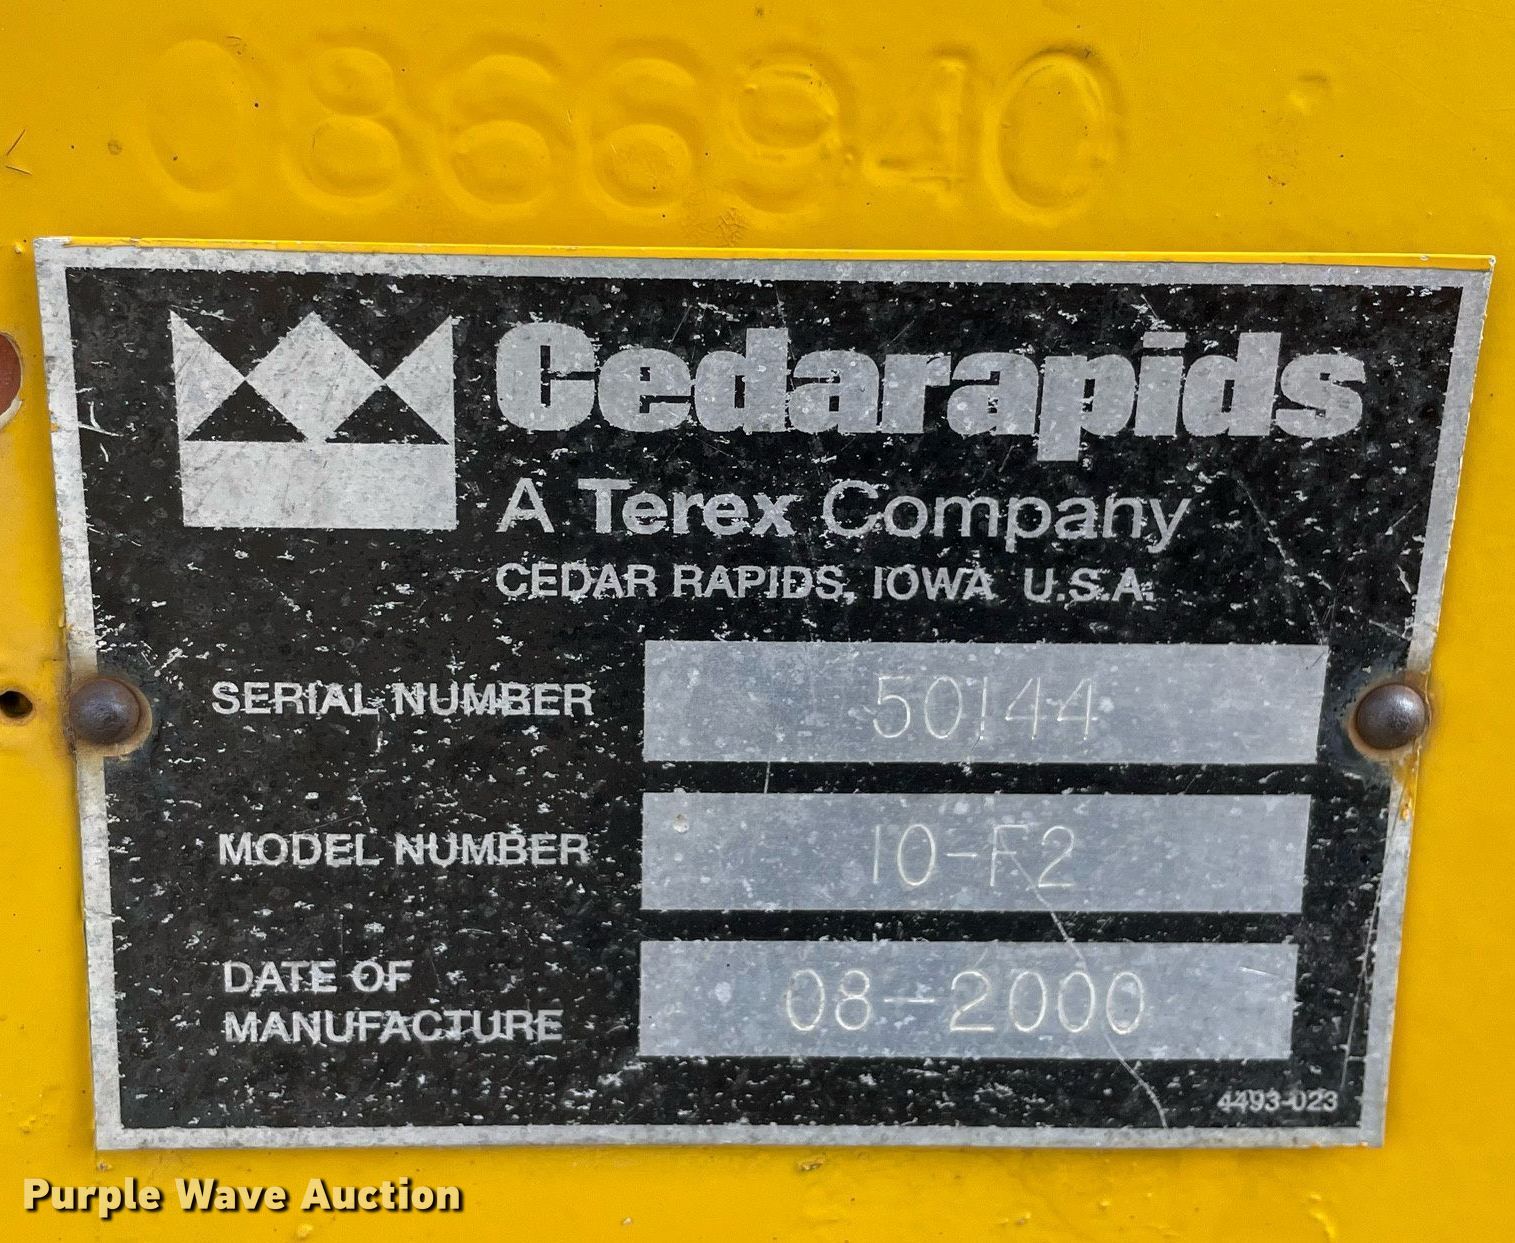 0866940
Cedarapids
A Terex Company
CEDAR RAPIDS, IOWA U.S.A.
SERIAL NUMBER 50144
MODEL NUMBER 10-F2
DATE OF
MANUFACTURE 08-2000
4493-023
Purple Wave Auction